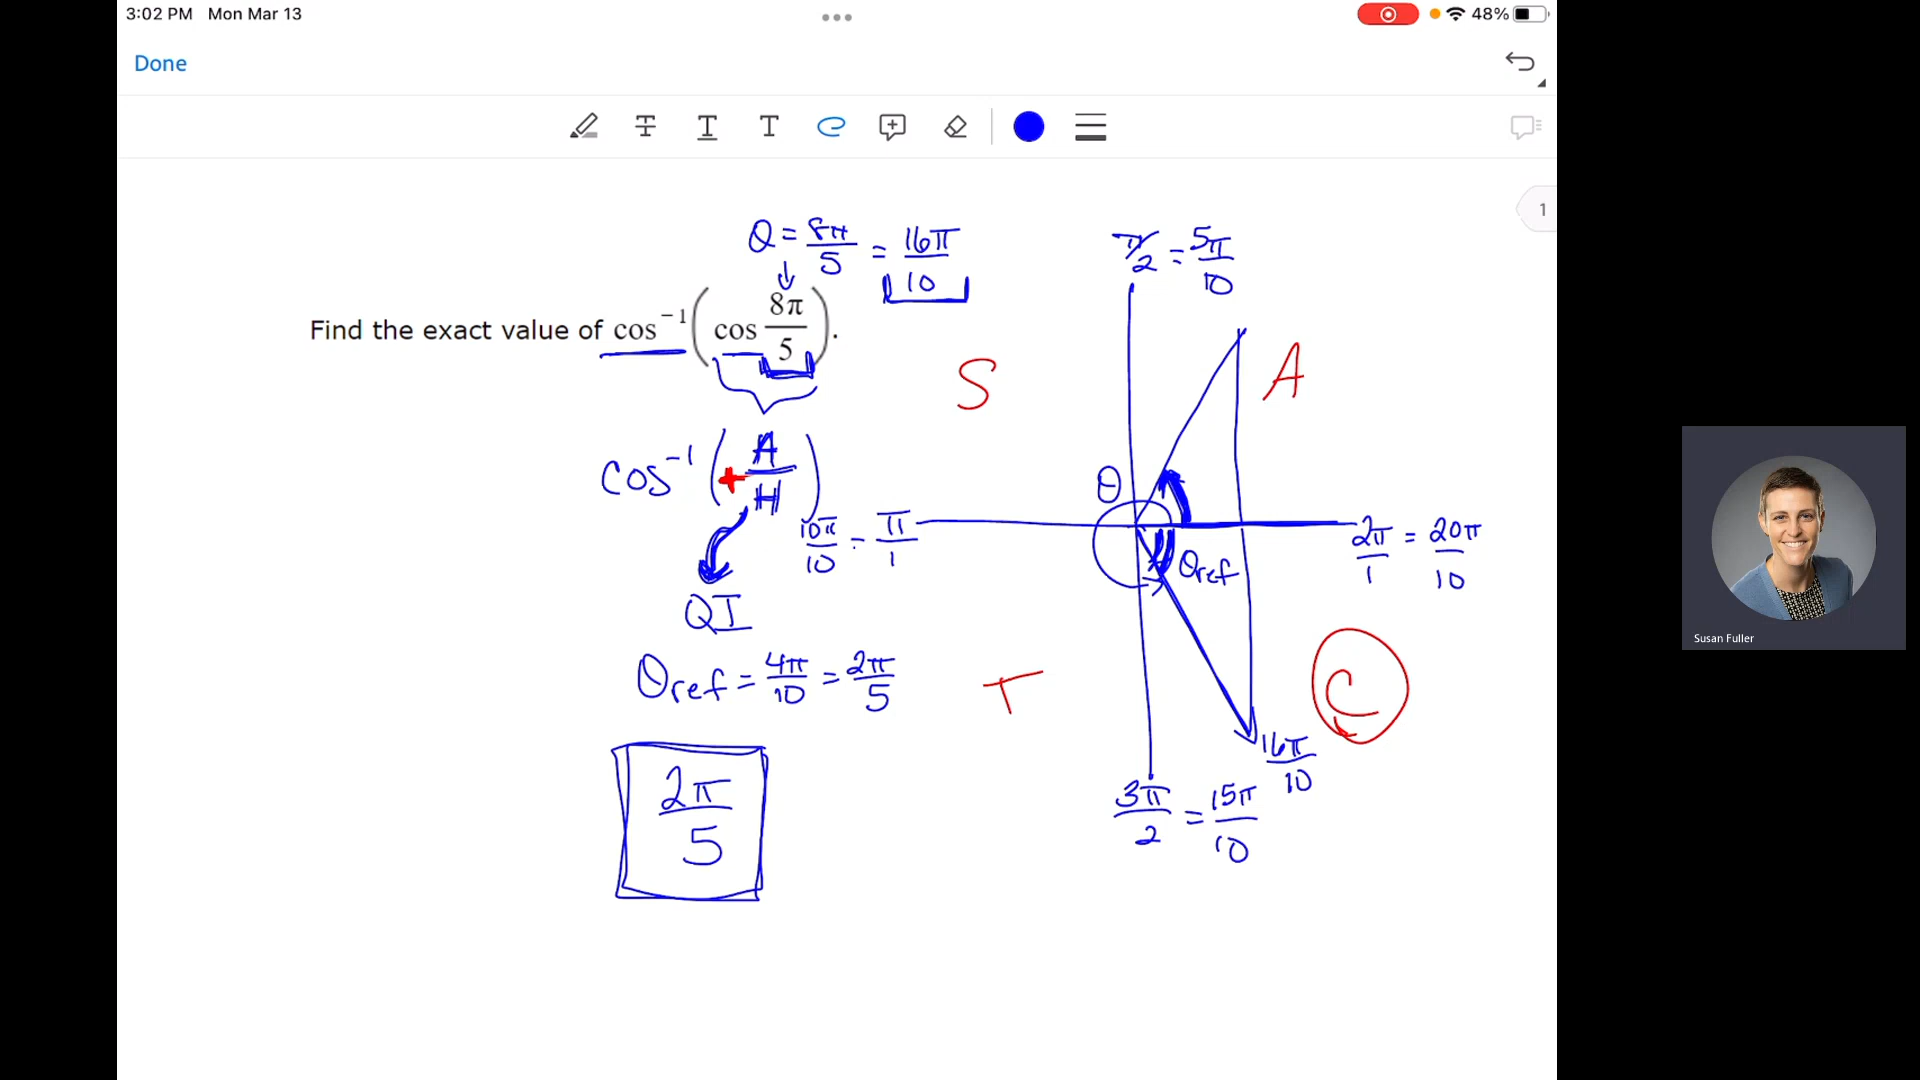 3:02 PM Mon Mar 13
48%
Done
T T T
1
θ = 8π/5 = 16π/10
π/2 = 5π/10
Find the exact value of cos⁻¹(cos 8π/5).
S
A
cos⁻¹(+ A/H)
θ
10π/10 = π/1
2π/1 = 20π/10
θref
QI
θref = 4π/10 = 2π/5
T
C
16π/10
2π/5
3π/2 = 15π/10
Susan Fuller